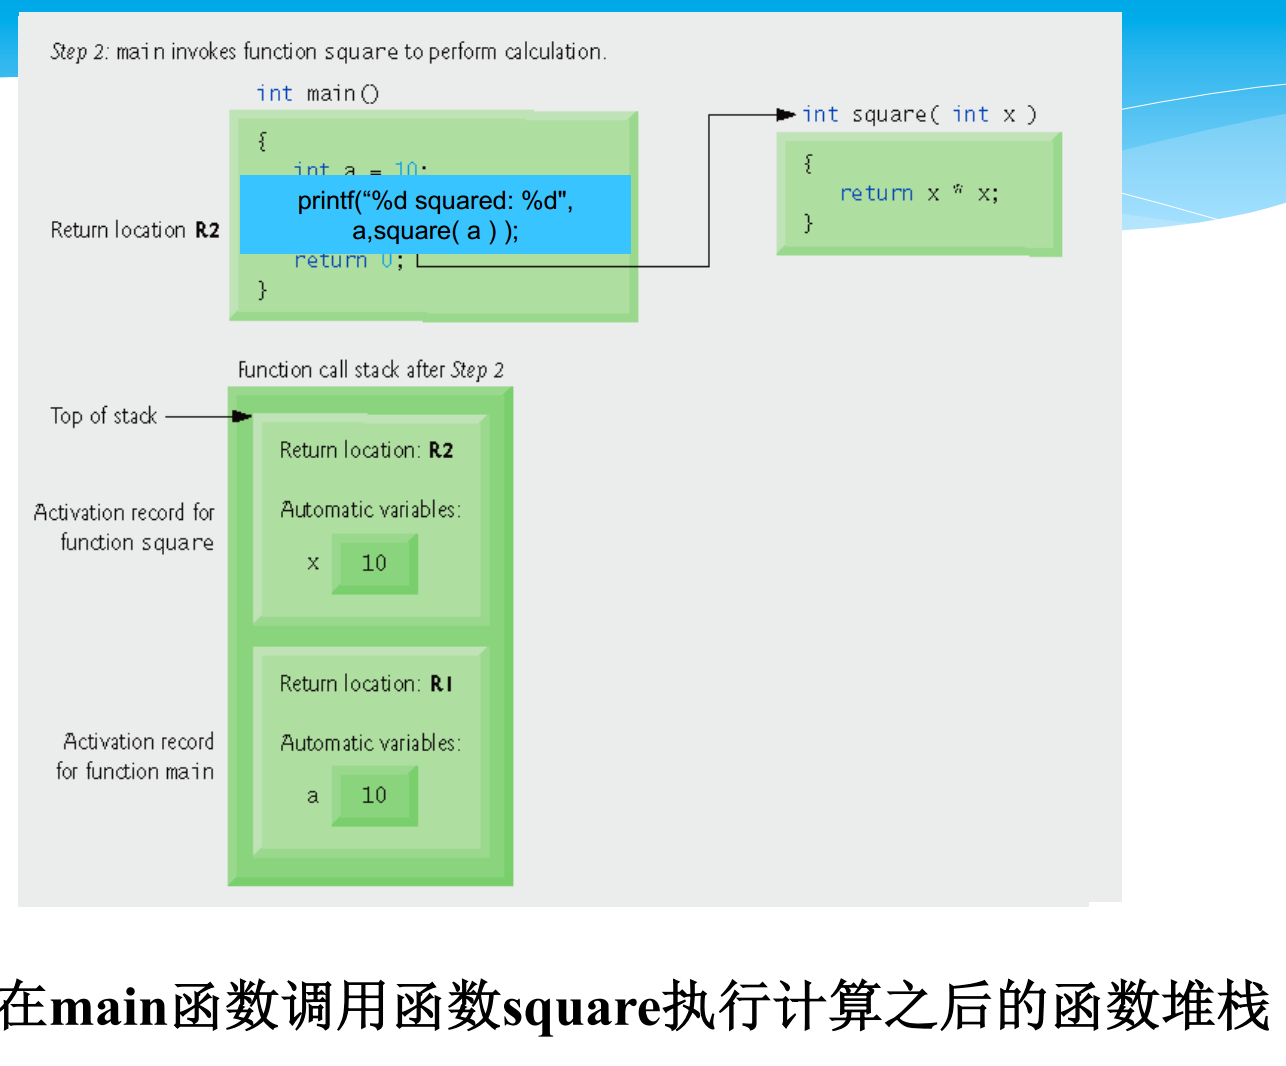 Step 2: main invokes function square to perform calculation.
int main()
{
int a = 10;
printf(“%d squared: %d",
a,square( a ) );
return 0;
}
Return location R2
int square( int x )
{
return x * x;
}
Function call stack after Step 2
Top of stack
Return location: R2
Activation record for
function square
Automatic variables:
x 10
Return location: R1
Activation record
for function main
Automatic variables:
a 10
在main函数调用函数square执行计算之后的函数堆栈